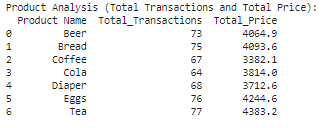 Product Analysis (Total Transactions and Total Price):
Product Name Total_Transactions Total_Price
0 Beer 73 4064.9
1 Bread 75 4093.6
2 Coffee 67 3382.1
3 Cola 64 3814.0
4 Diaper 68 3712.6
5 Eggs 76 4244.6
6 Tea 77 4383.2